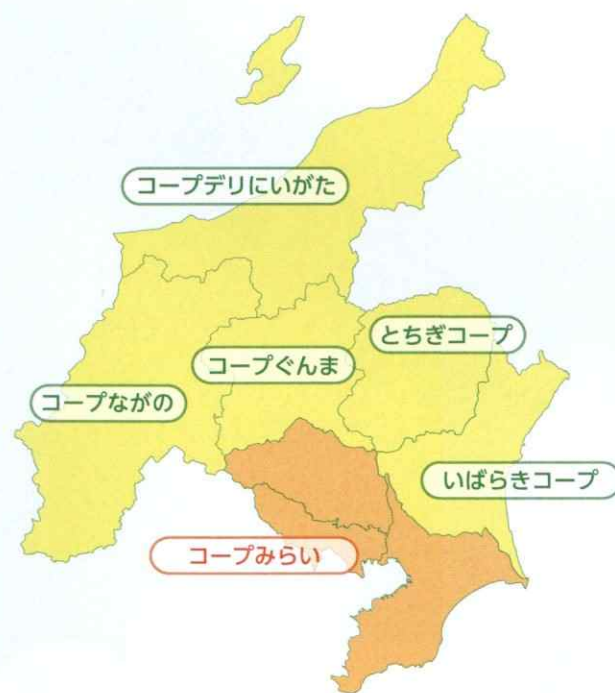 コープデリにいがた
とちぎコープ
コープぐんま
コープながの
いばらきコープ
コープみらい